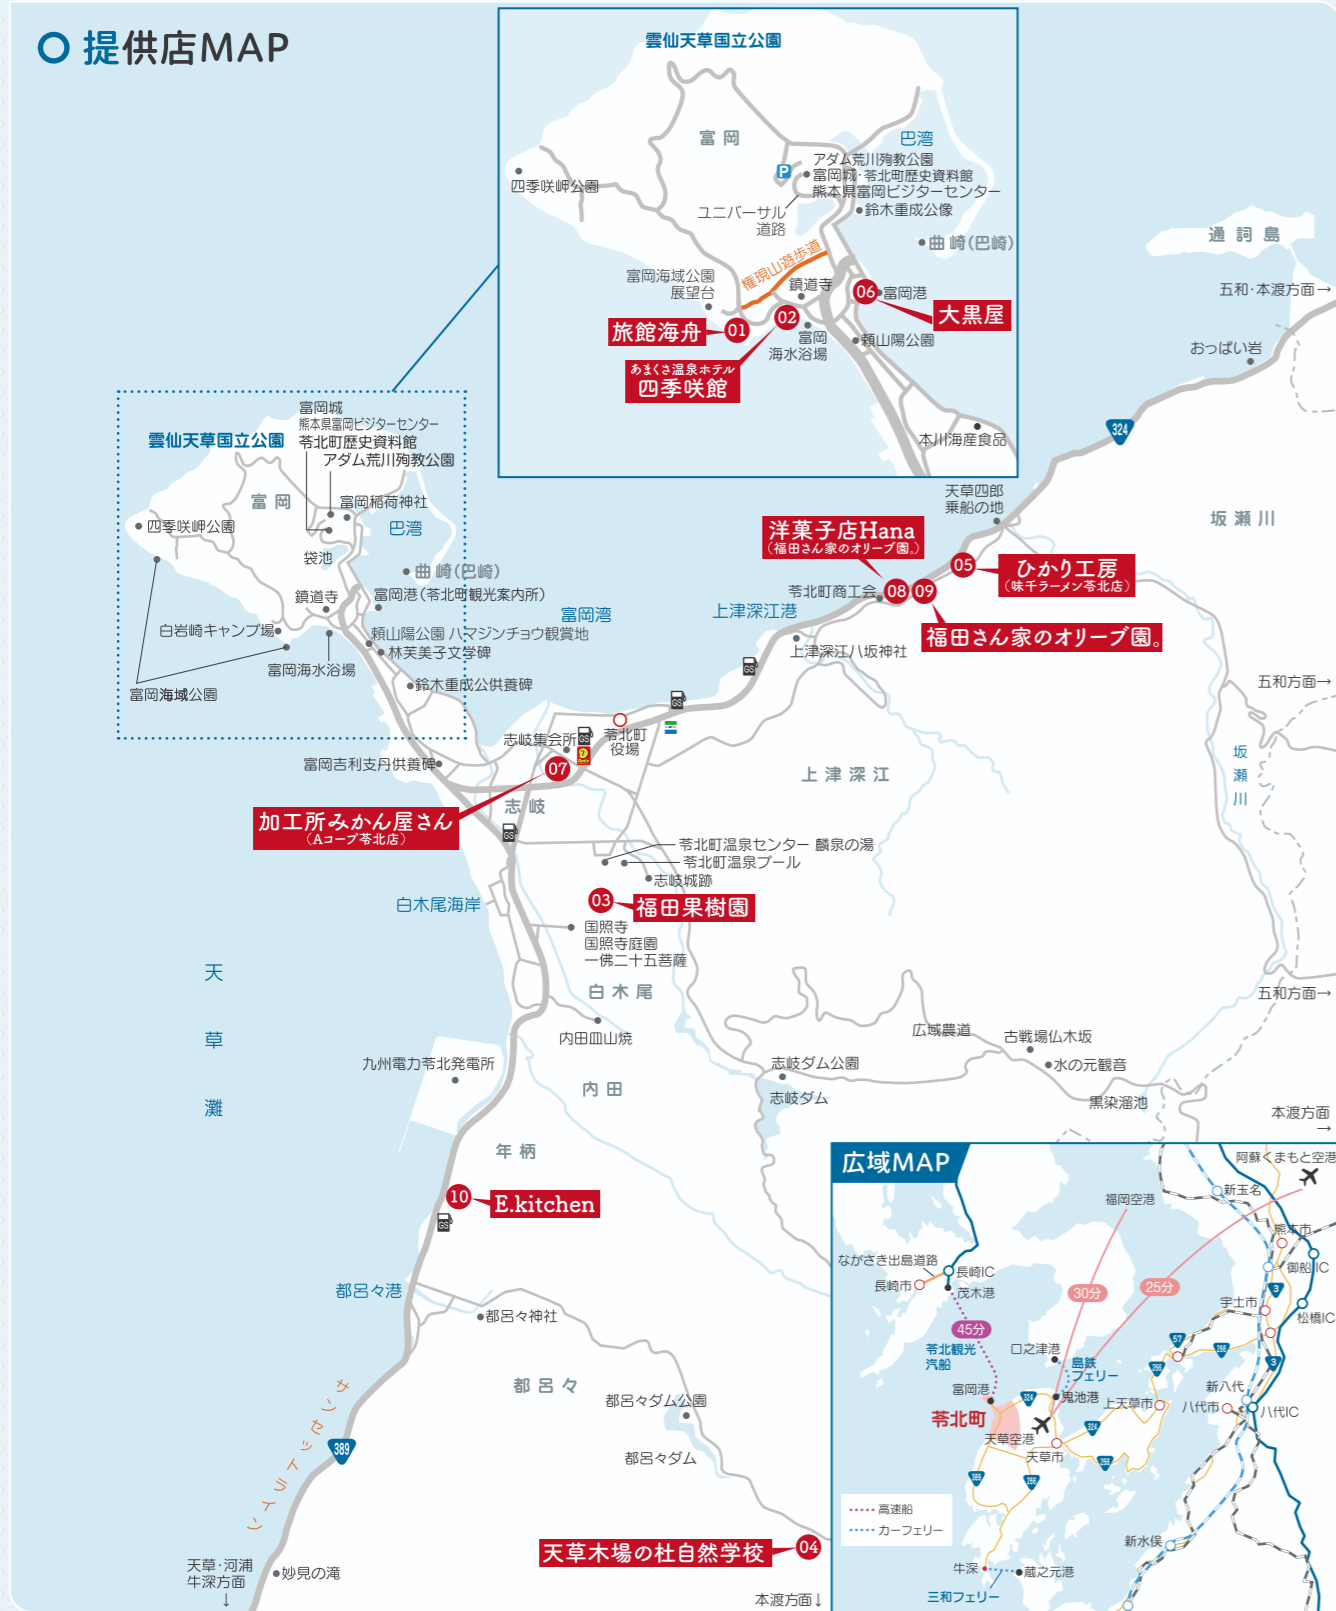 提供店MAP
雲仙天草国立公園
富岡
巴湾
四季咲岬公園
P
アダム荒川殉教公園
富岡城・苓北町歴史資料館
熊本県富岡ビジターセンター
ユニバーサル
道路
鈴木重成公像
曲崎(巴崎)
権現山遊歩道
富岡海域公園
展望台
鎮道寺
06
富岡港
大黒屋
旅館海舟
01
02
富岡
海水浴場
頼山陽公園
あまくさ温泉ホテル
四季咲館
本川海産食品
通詞島
五和・本渡方面→
おっぱい岩
324
天草四郎
乗船の地
坂瀬川
富岡城
熊本県富岡ビジターセンター
苓北町歴史資料館
アダム荒川殉教公園
雲仙天草国立公園
富岡
富岡稲荷神社
四季咲岬公園
巴湾
袋池
曲崎(巴崎)
鎮道寺
富岡港(苓北町観光案内所)
富岡湾
白岩崎キャンプ場
頼山陽公園 ハマジンチョウ観賞地
林芙美子文学碑
富岡海水浴場
鈴木重成公供養碑
富岡海域公園
洋菓子店Hana
(福田さん家のオリーブ園。)
05
ひかり工房
(味千ラーメン苓北店)
苓北町商工会
08
09
上津深江港
福田さん家のオリーブ園。
上津深江八坂神社
GS
GS
五和方面→
志岐集会所
GS
苓北町
役場
富岡吉利支丹供養碑
07
上津深江
坂瀬川
加工所みかん屋さん
(Aコープ苓北店)
志岐
GS
苓北町温泉センター 麟泉の湯
苓北町温泉プール
志岐城跡
白木尾海岸
03
福田果樹園
国照寺
国照寺庭園
一佛二十五菩薩
天草灘
白木尾
五和方面→
内田皿山焼
広域農道
古戦場仏木坂
九州電力苓北発電所
志岐ダム公園
水の元観音
内田
志岐ダム
黒染溜池
本渡方面
→
年柄
10
E.kitchen
GS
都呂々港
都呂々神社
都呂々
都呂々ダム公園
サンセットライン
389
都呂々ダム
天草木場の杜自然学校
04
天草・河浦
牛深方面
↓
妙見の滝
本渡方面↓
広域MAP
阿蘇くまもと空港
新玉名
福岡空港
熊本市
ながさき出島道路
長崎IC
御船IC
長崎市
茂木港
30分
25分
3
宇土市
松橋IC
45分
57
苓北観光
汽船
口之津港
島鉄
フェリー
266
266
3
富岡港
324
鬼池港
上天草市
新八代
八代市
八代IC
苓北町
天草空港
324
天草市
266
389
266
高速船
カーフェリー
新水俣
牛深
蔵之元港
三和フェリー